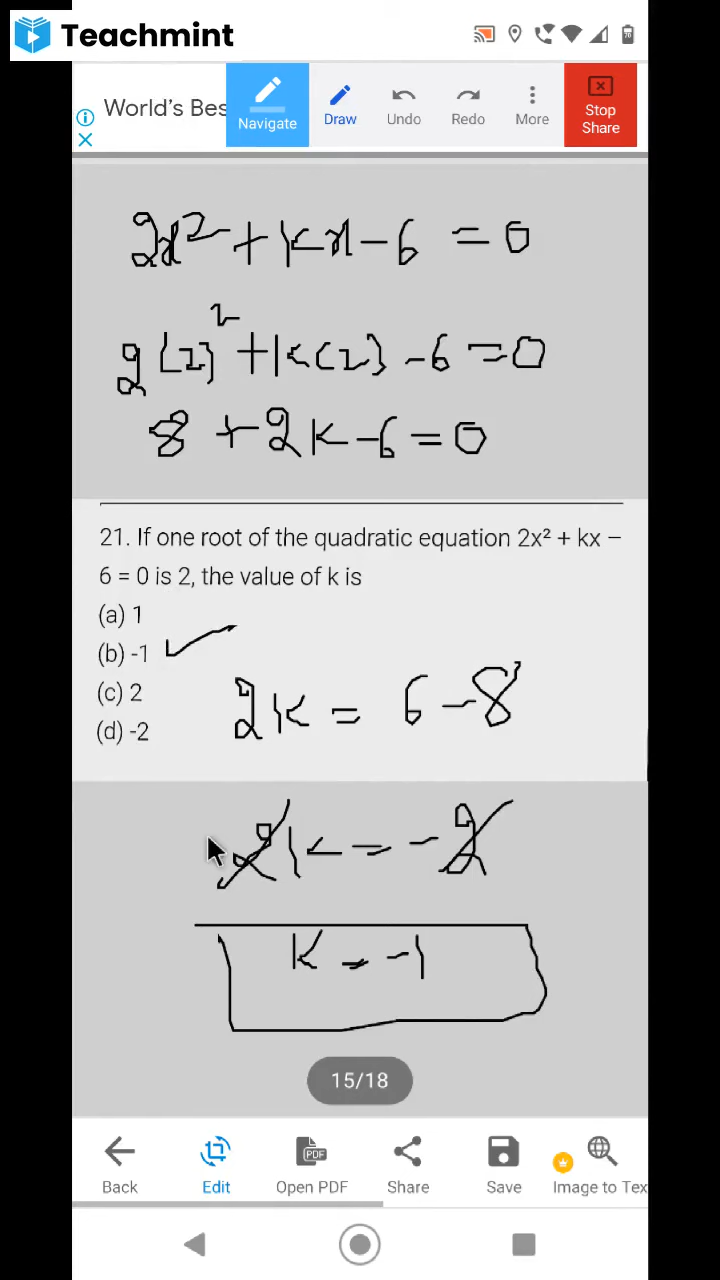 Teachmint
World's Bes
Navigate
Draw
Undo
Redo
More
Stop Share
2x² + kx - 6 = 0
2(2)² + k(2) - 6 = 0
8 + 2k - 6 = 0
21. If one root of the quadratic equation 2x² + kx –
6 = 0 is 2, the value of k is
(a) 1
(b) -1
(c) 2
(d) -2
2k = 6 - 8
2k = -2
k = -1
15/18
Back
Edit
PDF
Open PDF
Share
Save
Image to Tex